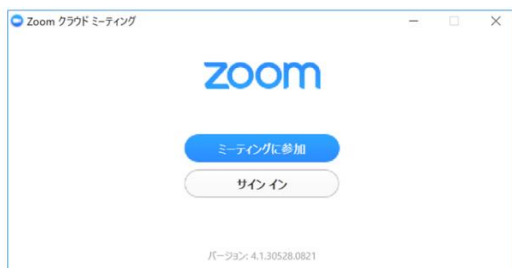 Zoom クラウド ミーティング
zoom
ミーティングに参加
サイン イン
バージョン: 4.1.30528.0821